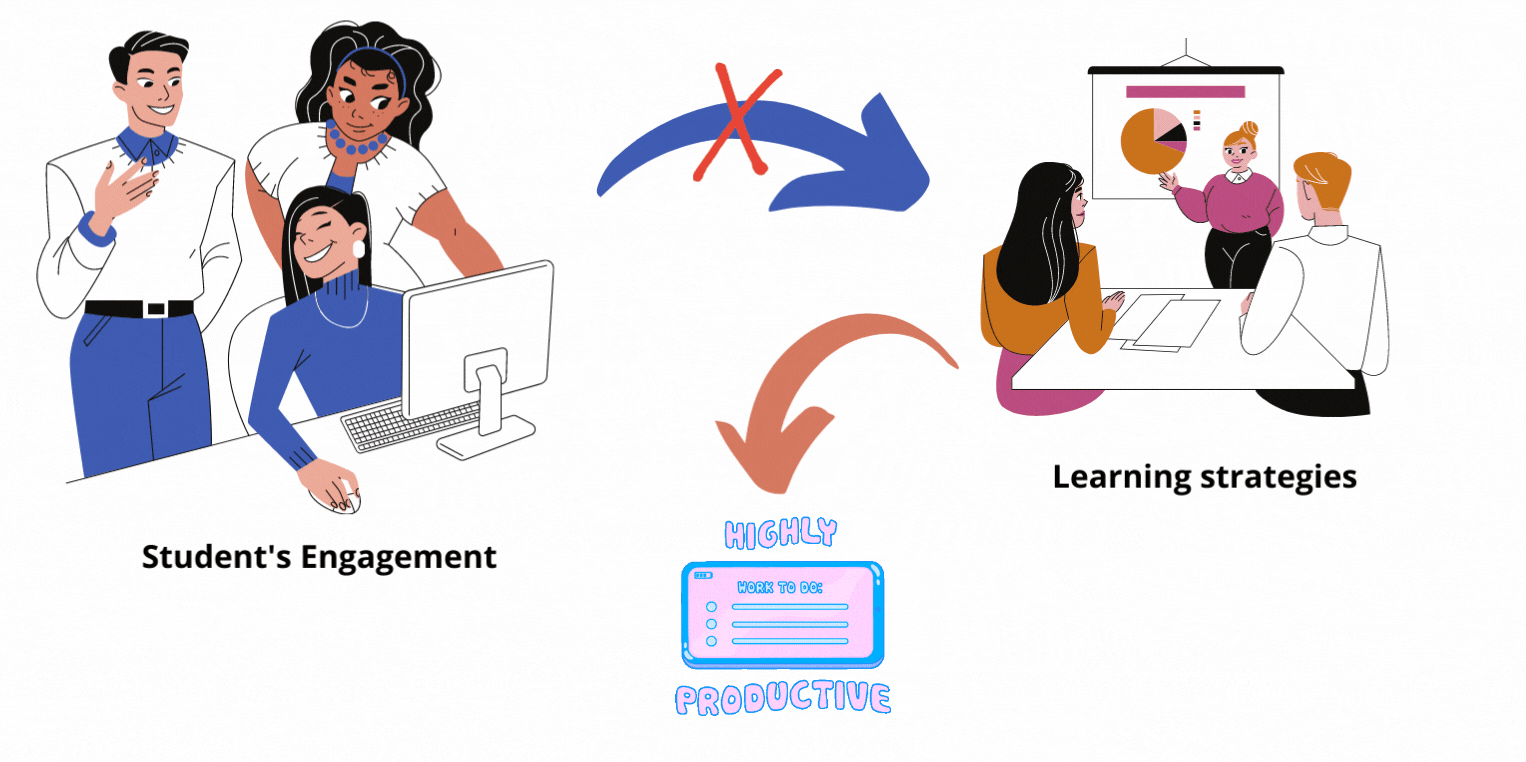 Student's Engagement
Learning strategies
HIGHLY
WORK TO DO:
PRODUCTIVE